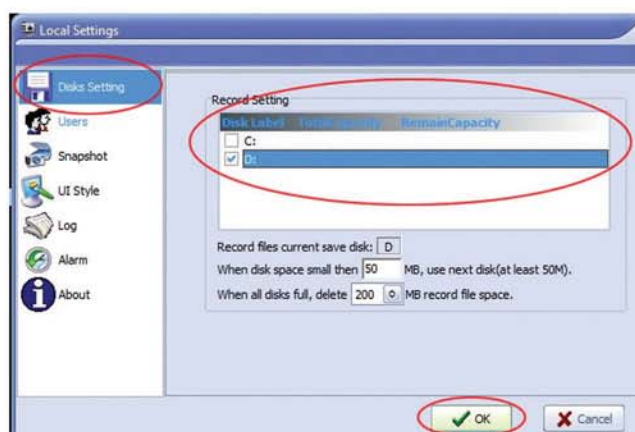 Local Settings
Disks Setting
Users
Snapshot
UI Style
Log
Alarm
About
Record Setting
Disk Label TotalCapacity RemainCapacity
C:
D:
Record files current save disk: D
When disk space small then 50 MB, use next disk(at least 50M).
When all disks full, delete 200 MB record file space.
OK
Cancel